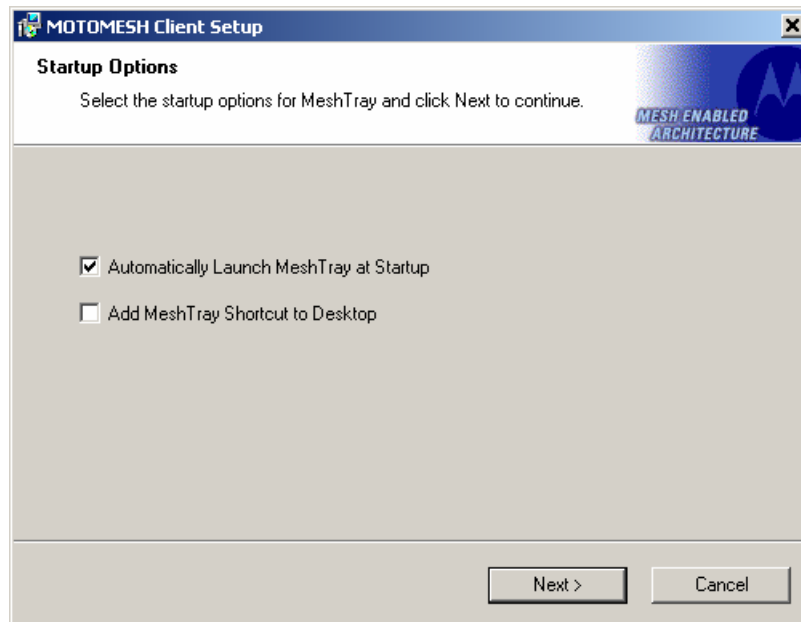 MOTOMESH Client Setup
Startup Options
Select the startup options for MeshTray and click Next to continue.
MESH ENABLED
ARCHITECTURE
Automatically Launch MeshTray at Startup
Add MeshTray Shortcut to Desktop
Next >
Cancel